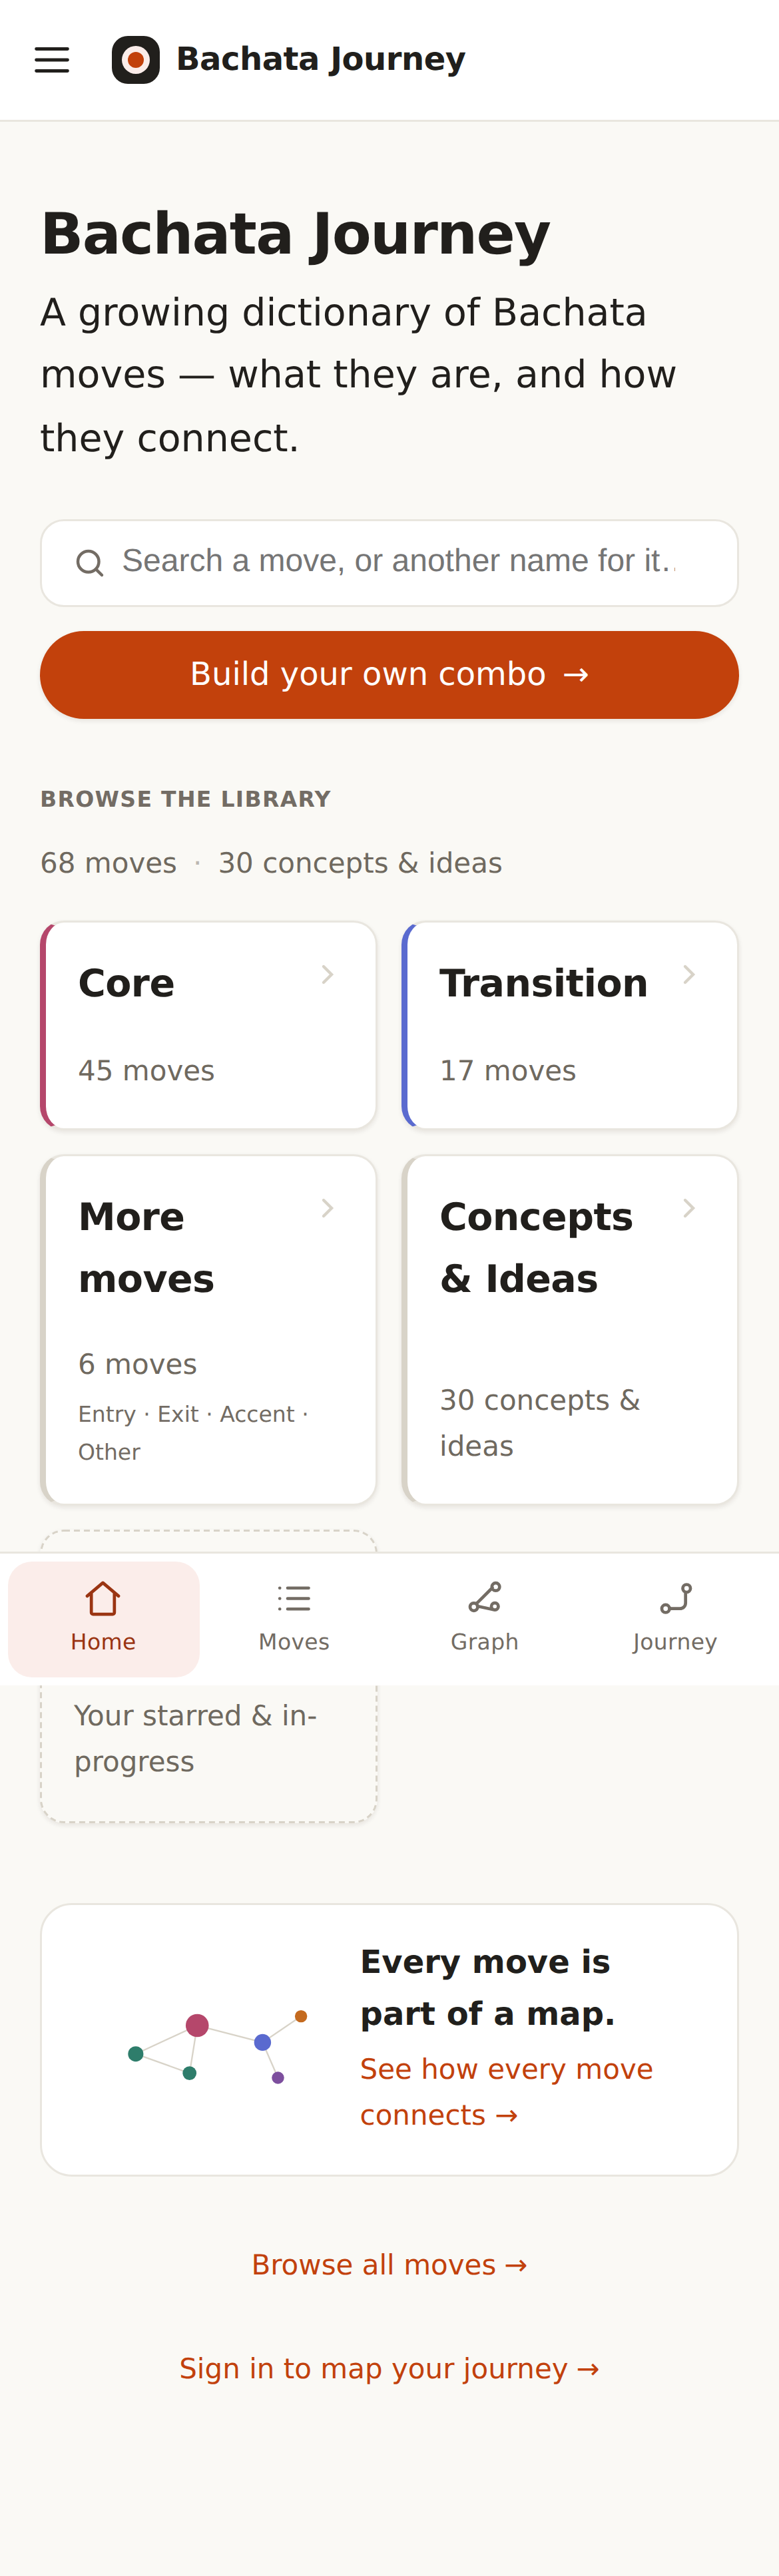 Bachata Journey
Bachata Journey
A growing dictionary of Bachata
moves — what they are, and how
they connect.
Search a move, or another name for it..
Build your own combo →
BROWSE THE LIBRARY
68 moves · 30 concepts & ideas
Core
45 moves
Transition
17 moves
More
moves
6 moves
Entry · Exit · Accent ·
Other
Concepts
& Ideas
30 concepts &
ideas
Home
Moves
Graph
Journey
Your starred & in-
progress
Every move is
part of a map.
See how every move
connects →
Browse all moves →
Sign in to map your journey →